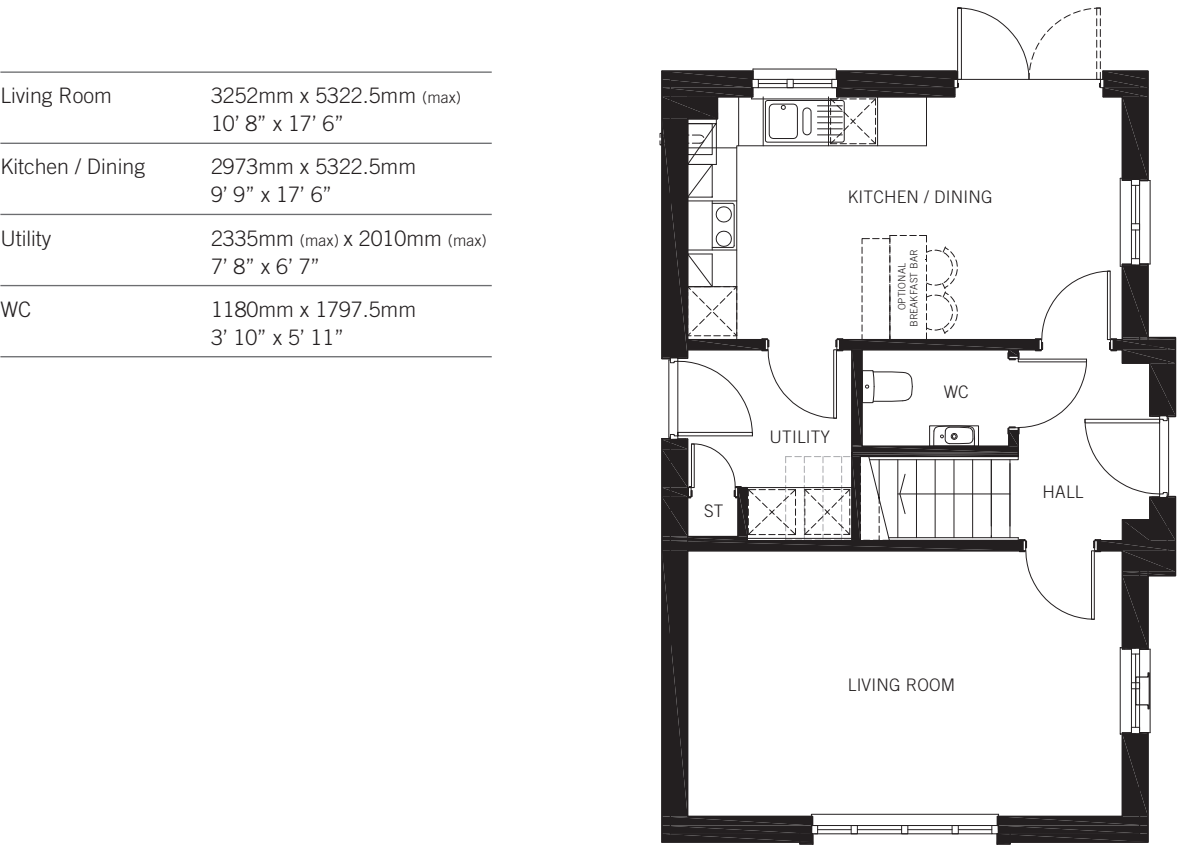 Living Room 3252mm x 5322.5mm (max)
10’ 8” x 17’ 6”
Kitchen / Dining 2973mm x 5322.5mm
9’ 9” x 17’ 6”
Utility 2335mm (max) x 2010mm (max)
7’ 8” x 6’ 7”
WC 1180mm x 1797.5mm
3’ 10” x 5’ 11”
KITCHEN / DINING
OPTIONAL
BREAKFAST BAR
WC
UTILITY
HALL
ST
LIVING ROOM